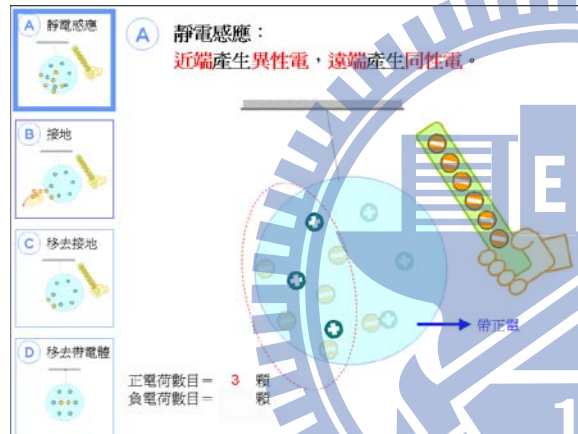 A 靜電感應
B 接地
C 移去接地
D 移去帶電體
A 靜電感應：
近端產生異性電，遠端產生同性電。
帶正電
正電荷數目＝ 3 顆
負電荷數目＝ 顆
E
1